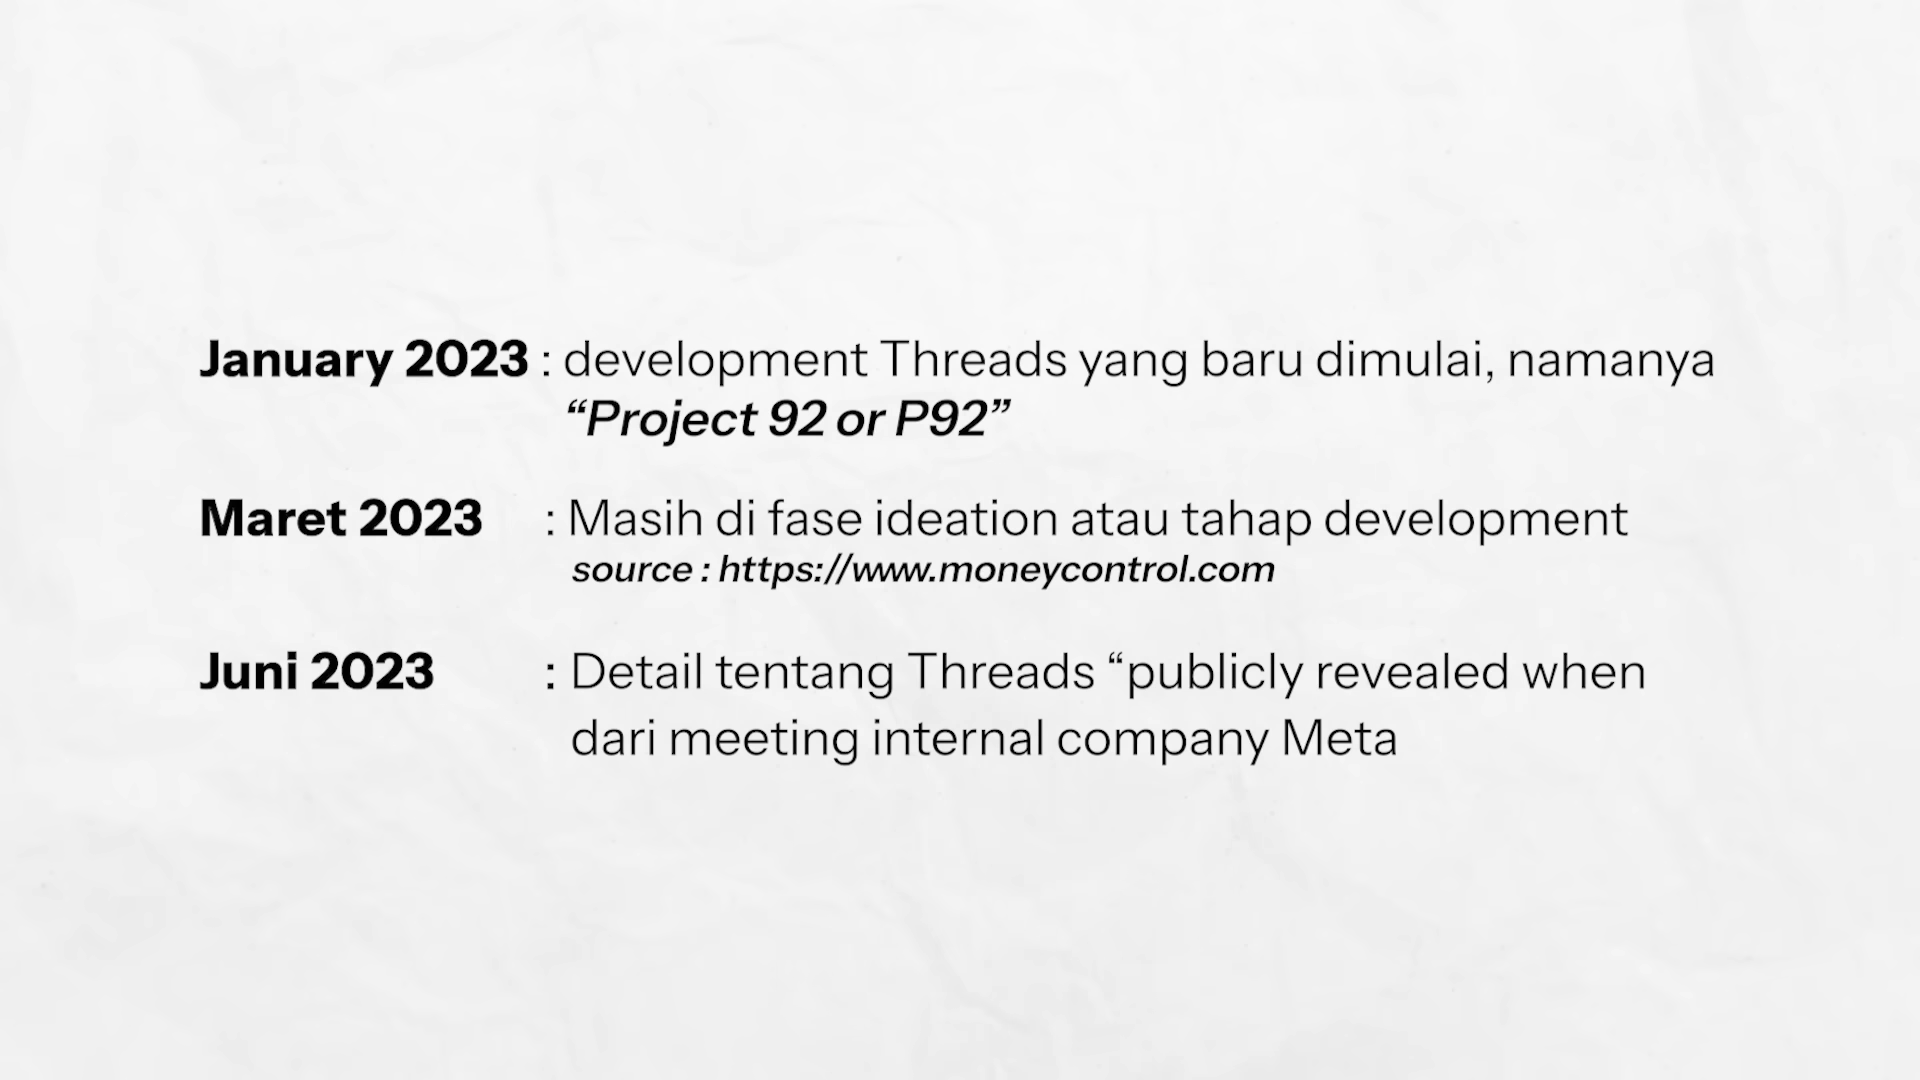 January 2023 : development Threads yang baru dimulai, namanya
“Project 92 or P92”
Maret 2023 : Masih di fase ideation atau tahap development
source : https://www.moneycontrol.com
Juni 2023 : Detail tentang Threads “publicly revealed when
dari meeting internal company Meta